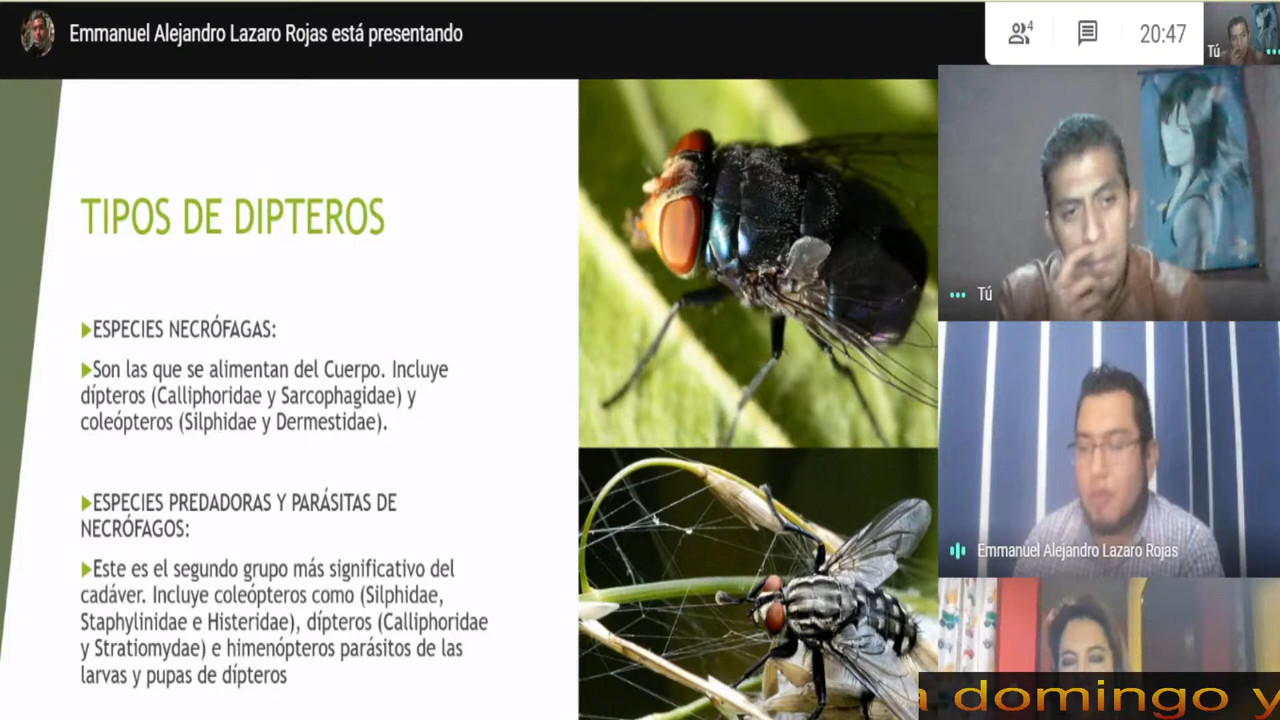 Emmanuel Alejandro Lazaro Rojas está presentando
4
20:47
Tú
TIPOS DE DIPTEROS
ESPECIES NECRÓFAGAS:
Son las que se alimentan del Cuerpo. Incluye
dípteros (Calliphoridae y Sarcophagidae) y
coleópteros (Silphidae y Dermestidae).
ESPECIES PREDADORAS Y PARÁSITAS DE
NECRÓFAGOS:
Este es el segundo grupo más significativo del
cadáver. Incluye coleópteros como (Silphidae,
Staphylinidae e Histeridae), dípteros (Calliphoridae
y Stratiomydae) e himenópteros parásitos de las
larvas y pupas de dípteros
Tú
Emmanuel Alejandro Lazaro Rojas
a domingo y